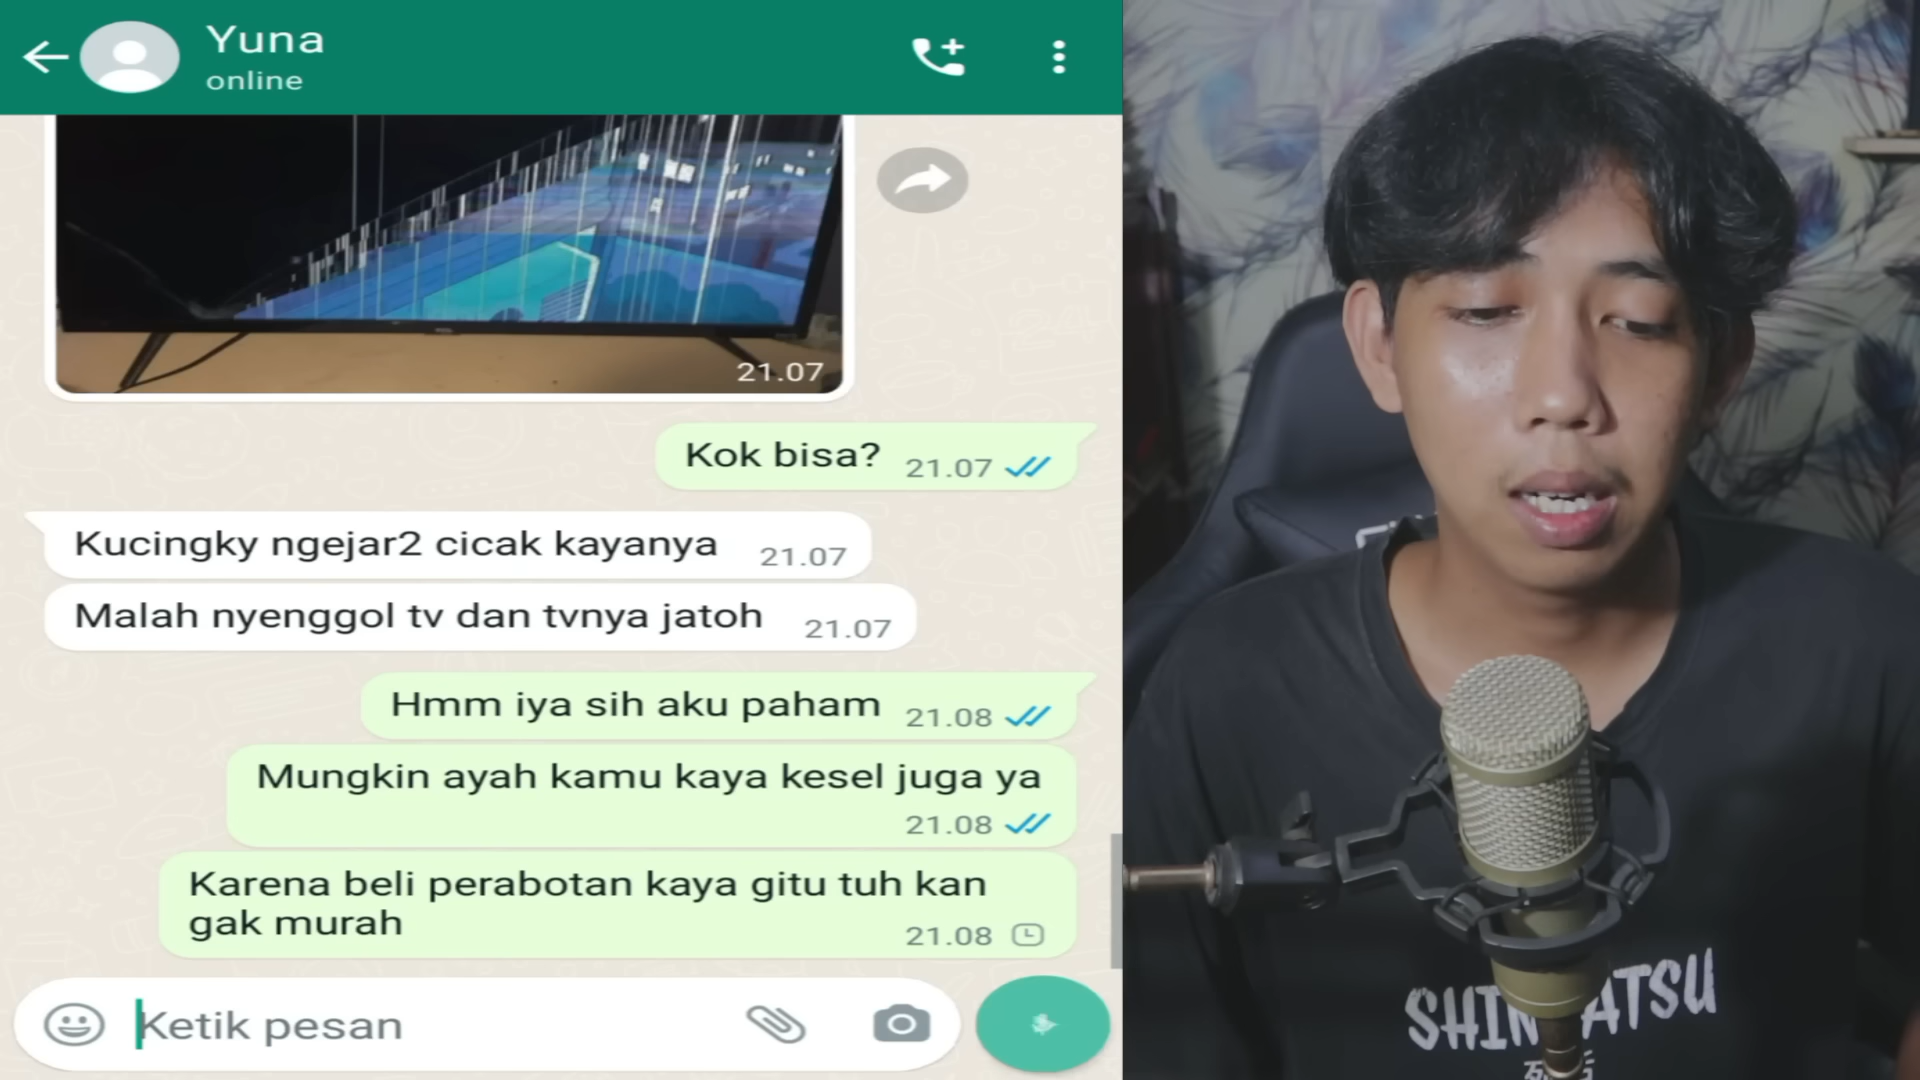 Yuna
online
21.07
Kok bisa? 21.07
Kucingky ngejar2 cicak kayanya 21.07
Malah nyenggol tv dan tvnya jatoh 21.07
Hmm iya sih aku paham 21.08
Mungkin ayah kamu kaya kesel juga ya
21.08
Karena beli perabotan kaya gitu tuh kan
gak murah 21.08
Ketik pesan